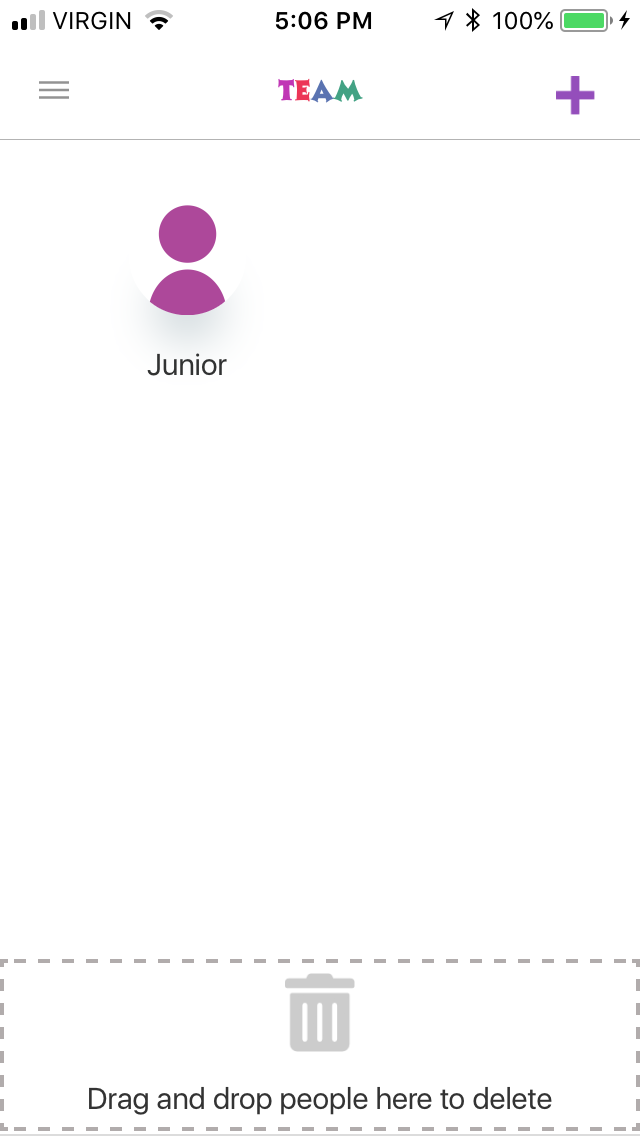 VIRGIN 5:06 PM 100%
TEAM
Junior
Drag and drop people here to delete